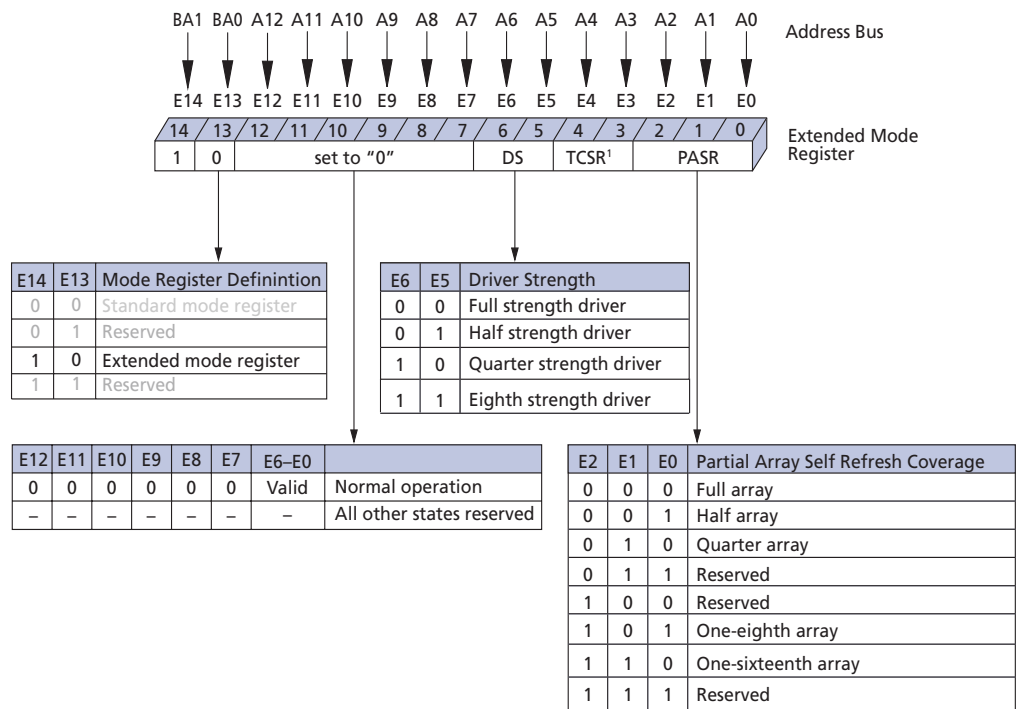 BA1 BA0 A12 A11 A10 A9 A8 A7 A6 A5 A4 A3 A2 A1 A0
Address Bus
E14 E13 E12 E11 E10 E9 E8 E7 E6 E5 E4 E3 E2 E1 E0
14 13 12 11 10 9 8 7 6 5 4 3 2 1 0
Extended Mode
Register
1 0 set to "0" DS TCSR¹ PASR
E14 E13 Mode Register Definintion
0 0 Standard mode register
0 1 Reserved
1 0 Extended mode register
1 1 Reserved
E6 E5 Driver Strength
0 0 Full strength driver
0 1 Half strength driver
1 0 Quarter strength driver
1 1 Eighth strength driver
E12 E11 E10 E9 E8 E7 E6–E0
0 0 0 0 0 0 Valid Normal operation
– – – – – – – All other states reserved
E2 E1 E0 Partial Array Self Refresh Coverage
0 0 0 Full array
0 0 1 Half array
0 1 0 Quarter array
0 1 1 Reserved
1 0 0 Reserved
1 0 1 One-eighth array
1 1 0 One-sixteenth array
1 1 1 Reserved